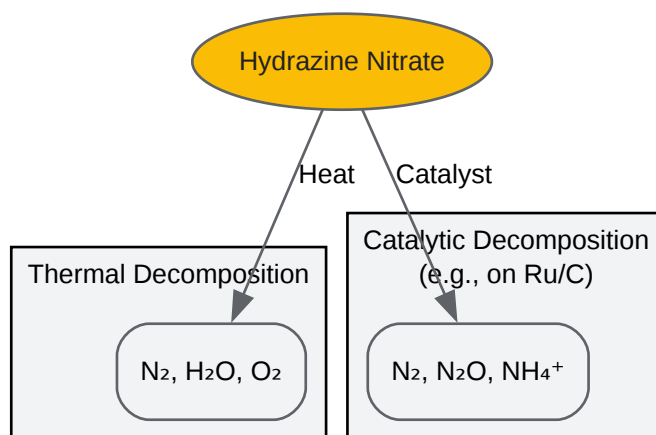 Hydrazine Nitrate
Heat
Catalyst
Thermal Decomposition
N₂, H₂O, O₂
Catalytic Decomposition
(e.g., on Ru/C)
N₂, N₂O, NH₄⁺